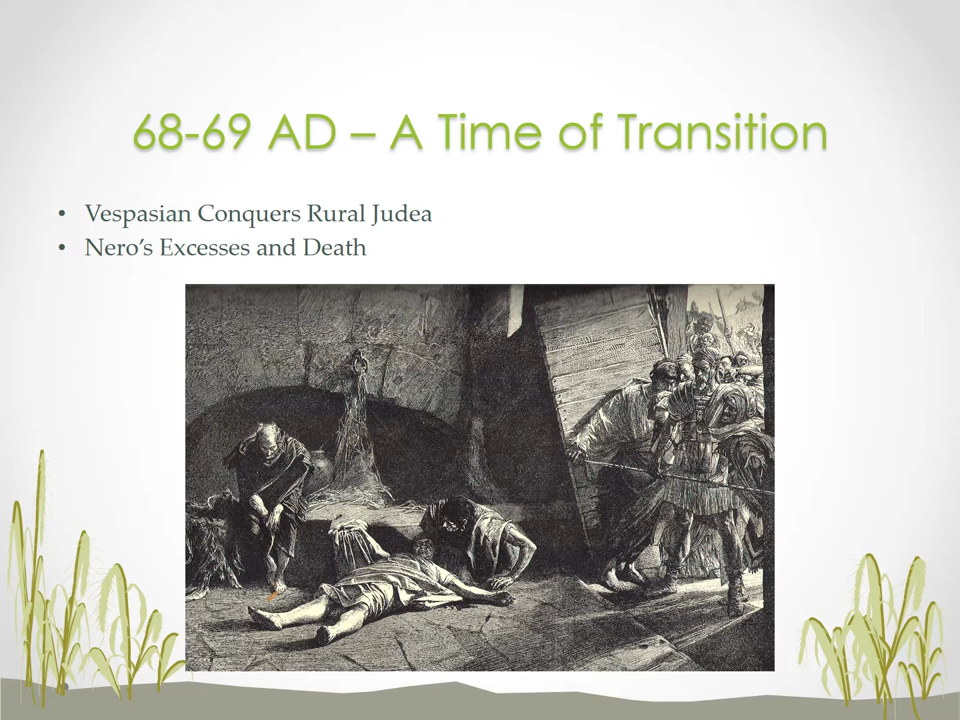 68-69 AD – A Time of Transition
• Vespasian Conquers Rural Judea
• Nero’s Excesses and Death